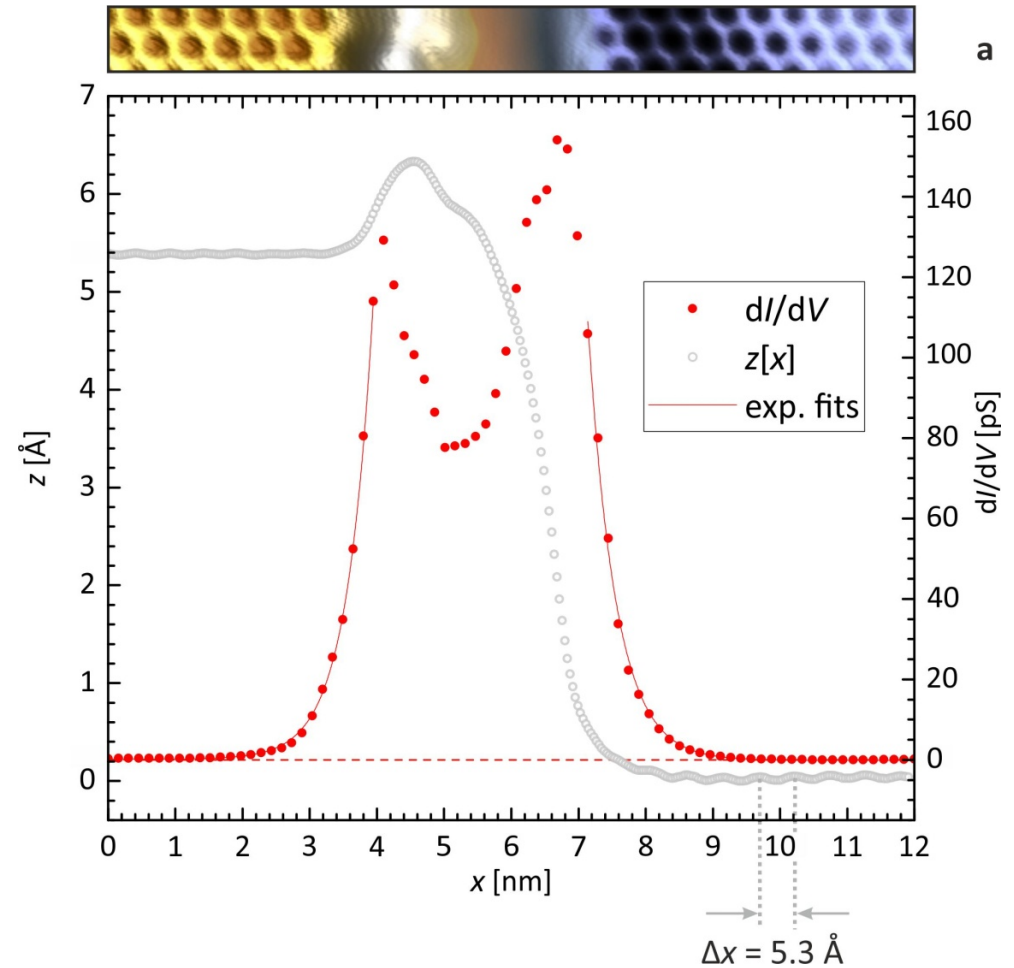 a
7
6
5
4
3
2
1
0
z [Å]
160
140
120
100
80
60
40
20
0
dI/dV [pS]
dI/dV
z[x]
exp. fits
0 1 2 3 4 5 6 7 8 9 10 11 12
x [nm]
Δx = 5.3 Å